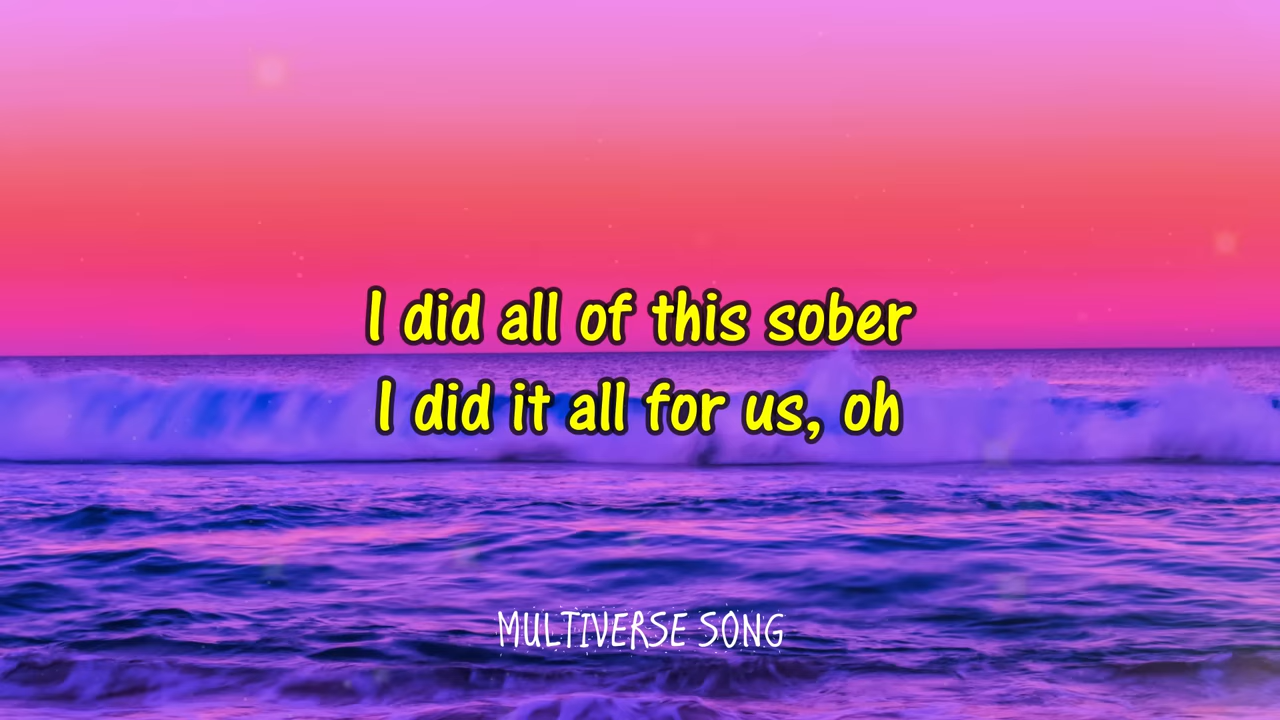 I did all of this sober
I did it all for us, oh
MULTIVERSE SONG